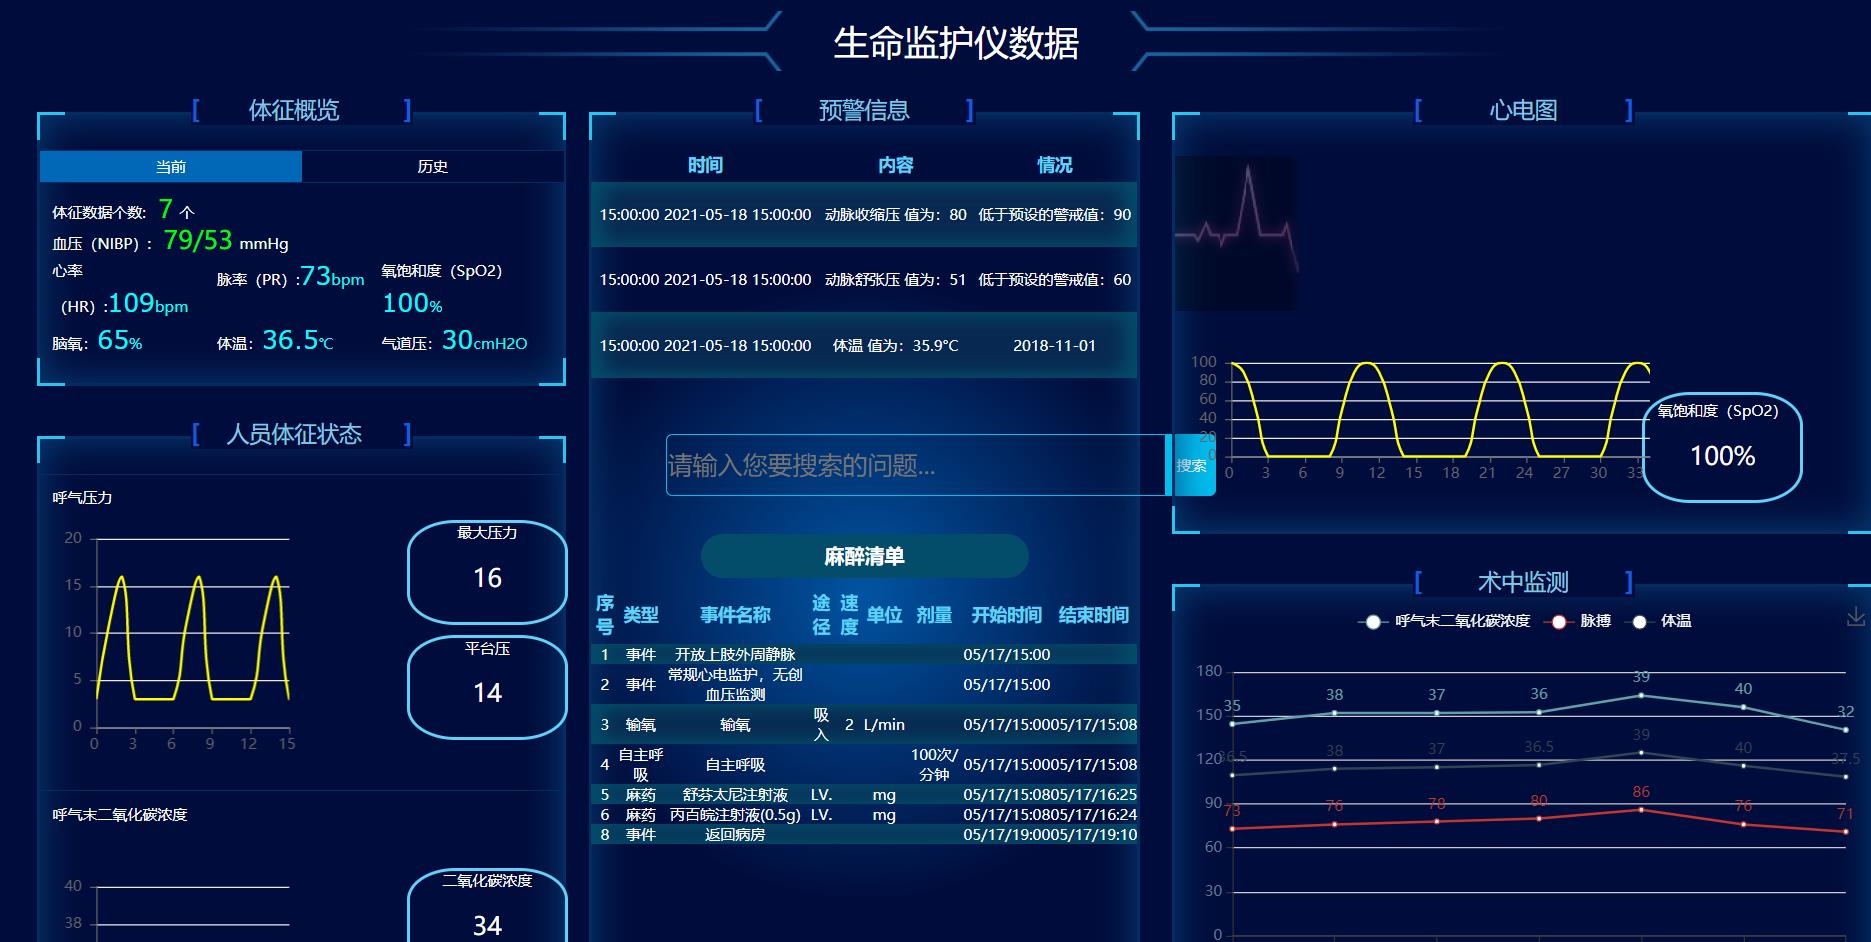 生命监护仪数据
[ 体征概览 ]
当前 历史
体征数据个数: 7 个
血压（NIBP）: 79/53 mmHg
心率（HR）:109bpm 脉率（PR）:73bpm 氧饱和度（SpO2）100%
脑氧: 65% 体温: 36.5℃ 气道压: 30cmH2O
[ 人员体征状态 ]
呼气压力
20
15
10
5
0
0 3 6 9 12 15
最大压力
16
平台压
14
呼气末二氧化碳浓度
40
38
二氧化碳浓度
34
[ 预警信息 ]
时间 内容 情况
15:00:00 2021-05-18 15:00:00 动脉收缩压 值为：80 低于预设的警戒值：90
15:00:00 2021-05-18 15:00:00 动脉舒张压 值为：51 低于预设的警戒值：60
15:00:00 2021-05-18 15:00:00 体温 值为：35.9°C 2018-11-01
请输入您要搜索的问题... 搜索
麻醉清单
序号 类型 事件名称 途径 速度 单位 剂量 开始时间 结束时间
1 事件 开放上肢外周静脉 05/17/15:00
2 事件 常规心电监护，无创血压监测 05/17/15:00
3 输氧 输氧 吸入 2 L/min 05/17/15:00 05/17/15:08
4 自主呼吸 自主呼吸 100次/分钟 05/17/15:00 05/17/15:08
5 麻药 舒芬太尼注射液 LV. mg 05/17/15:08 05/17/16:25
6 麻药 丙百皖注射液(0.5g) LV. mg 05/17/15:08 05/17/16:24
8 事件 返回病房 05/17/19:00 05/17/19:10
[ 心电图 ]
100
80
60
40
20
0
0 3 6 9 12 15 18 21 24 27 30 33
氧饱和度（SpO2）
100%
[ 术中监测 ]
呼气末二氧化碳浓度 脉搏 体温
180
150
120
90
60
30
0
35 38 37 36 39 40 32
36.5 38 37 36.5 39 40 37.5
73 76 78 80 86 76 71